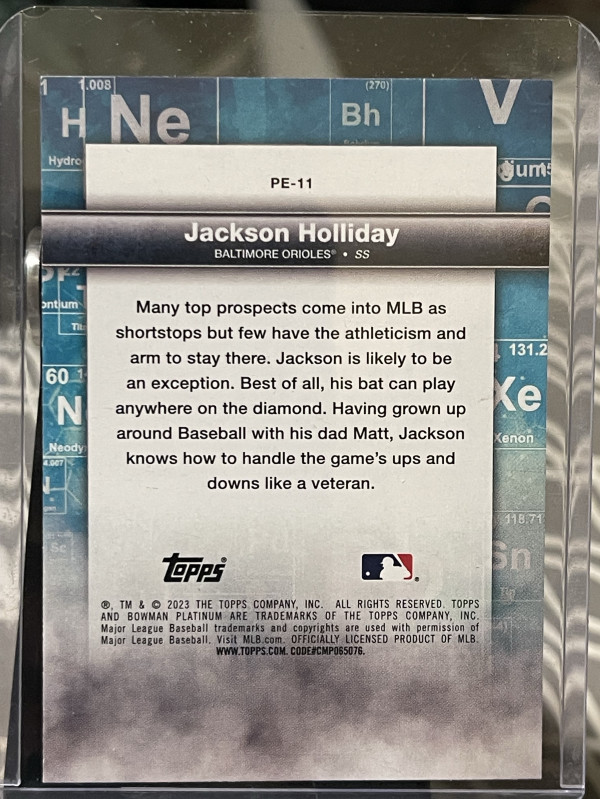 1.008
H
Hydro
Ne
(270)
Bh
V
ium
PE-11
Jackson Holliday
BALTIMORE ORIOLES® • SS
22
ontium
Many top prospects come into MLB as
shortstops but few have the athleticism and
arm to stay there. Jackson is likely to be
an exception. Best of all, his bat can play
anywhere on the diamond. Having grown up
around Baseball with his dad Matt, Jackson
knows how to handle the game's ups and
downs like a veteran.
131.2
Xe
Xenon
60
N
Neody
118.71
Sn
Tin
Sc
topps®
®, TM & © 2023 THE TOPPS COMPANY, INC. ALL RIGHTS RESERVED. TOPPS
AND BOWMAN PLATINUM ARE TRADEMARKS OF THE TOPPS COMPANY, INC.
Major League Baseball trademarks and copyrights are used with permission of
Major League Baseball. Visit MLB.com. OFFICIALLY LICENSED PRODUCT OF MLB.
WWW.TOPPS.COM. CODE#CMP065076.